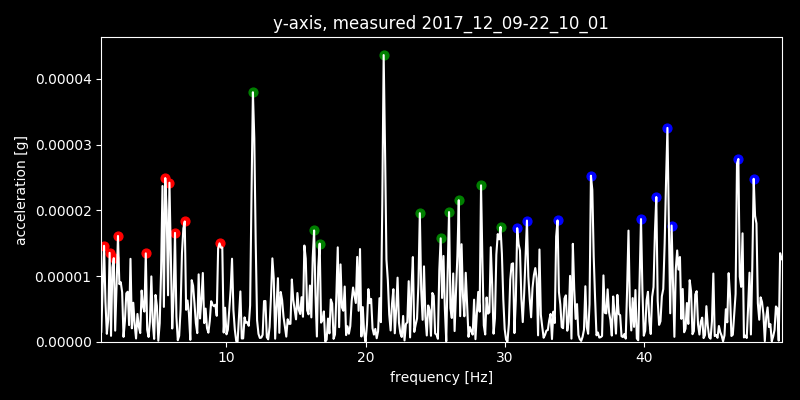 y-axis, measured 2017_12_09-22_10_01
0.00004
0.00003
0.00002
0.00001
0.00000
acceleration [g]
10 20 30 40
frequency [Hz]